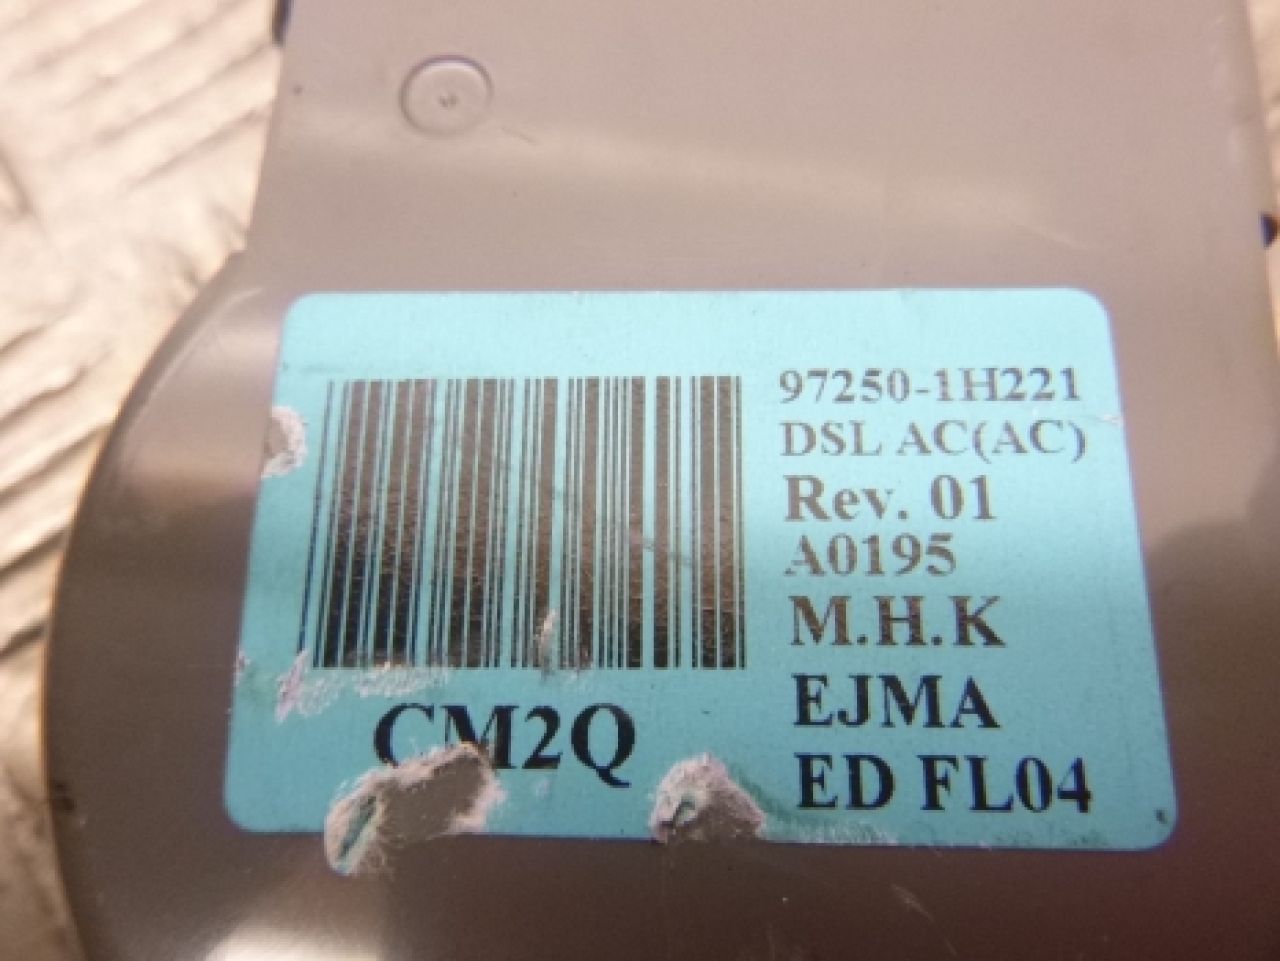 97250-1H221
DSL AC(AC)
Rev. 01
A0195
M.H.K
EJMA
ED FL04
CM2Q